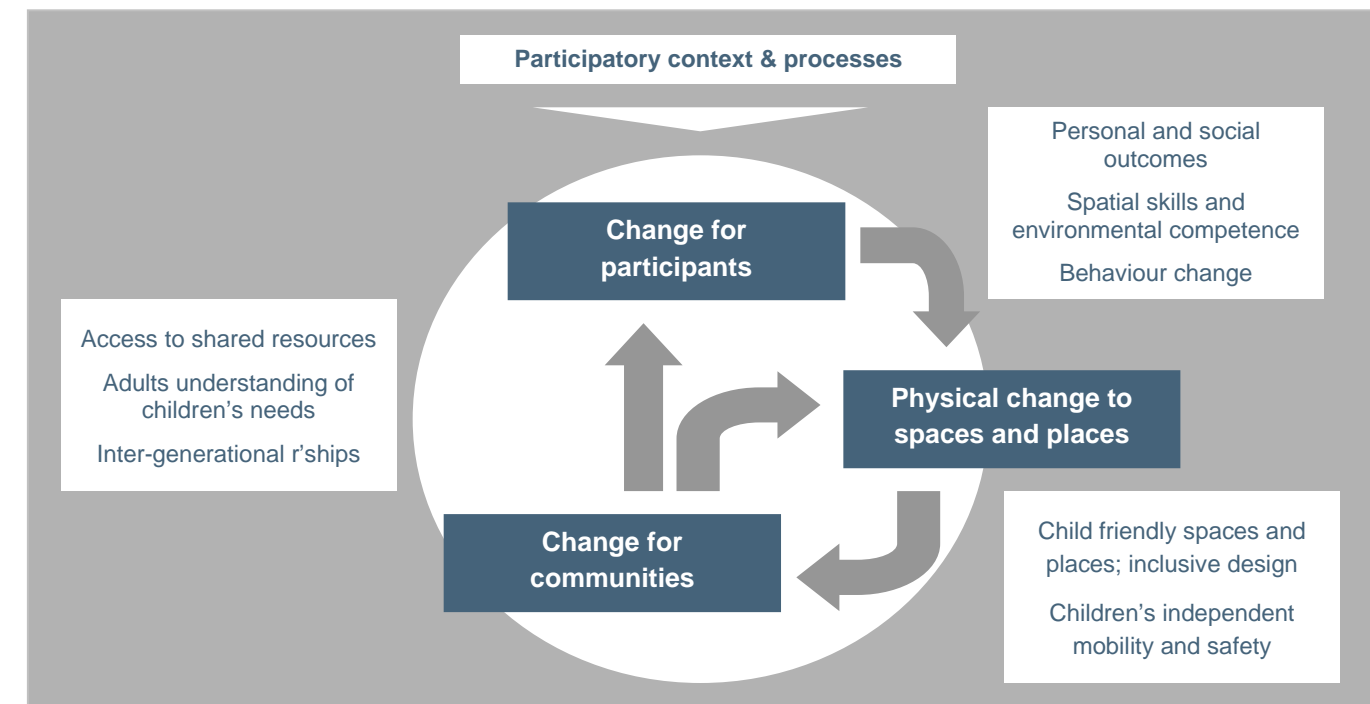 Participatory context & processes
Personal and social
outcomes
Spatial skills and
environmental competence
Behaviour change
Change for
participants
Access to shared resources
Adults understanding of
children’s needs
Inter-generational r’ships
Physical change to
spaces and places
Change for
communities
Child friendly spaces and
places; inclusive design
Children’s independent
mobility and safety